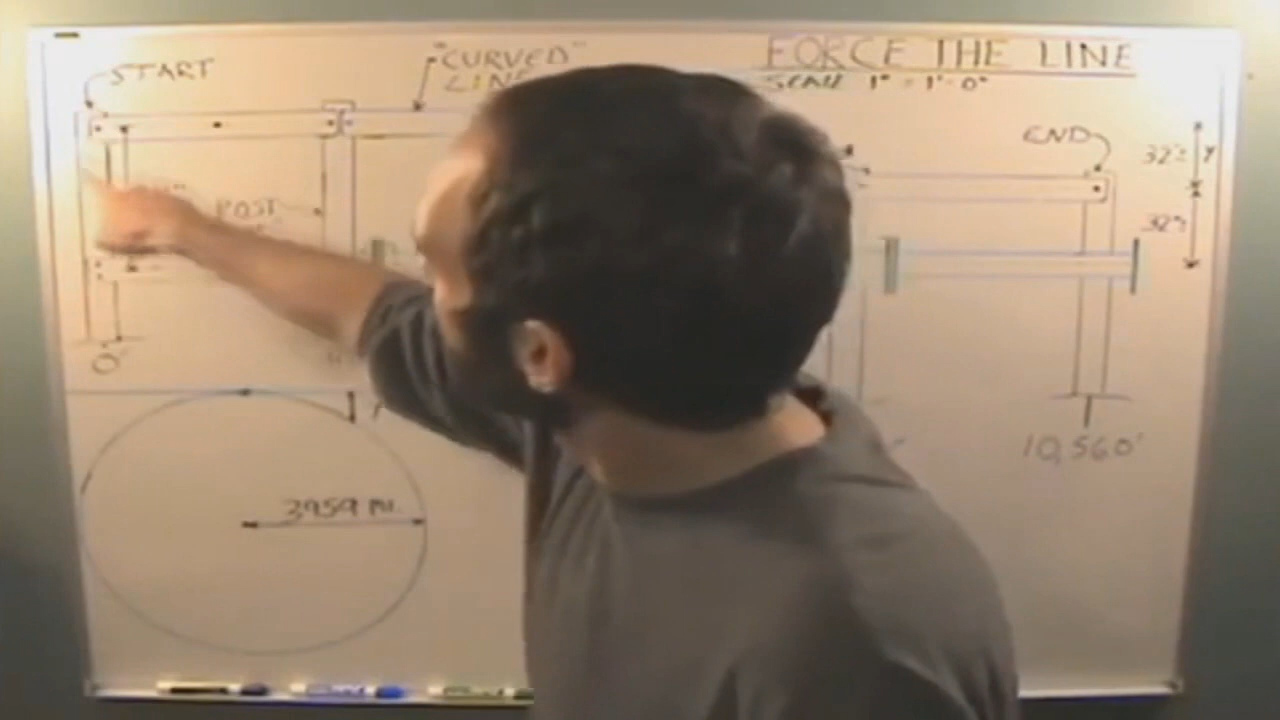 FORCE THE LINE
SCALE 1" = 1'-0"
START
"CURVED"
LINE
END
32"
32"
POST
0'
10,560'
3959 MI.